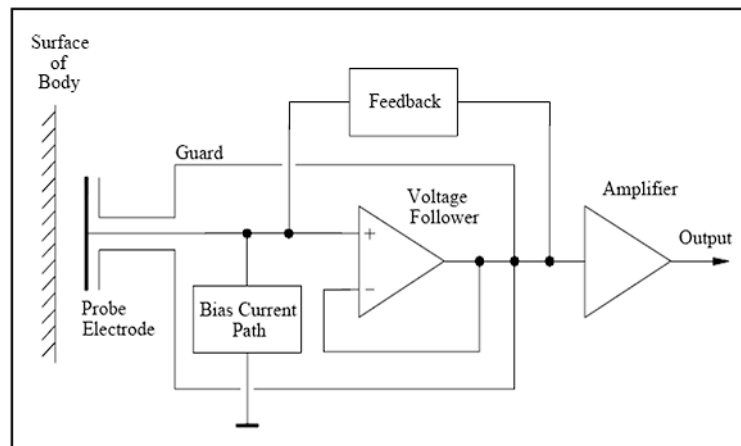 Surface
of
Body
Feedback
Guard
Voltage
Follower
Amplifier
Output
+
−
Probe
Electrode
Bias Current
Path